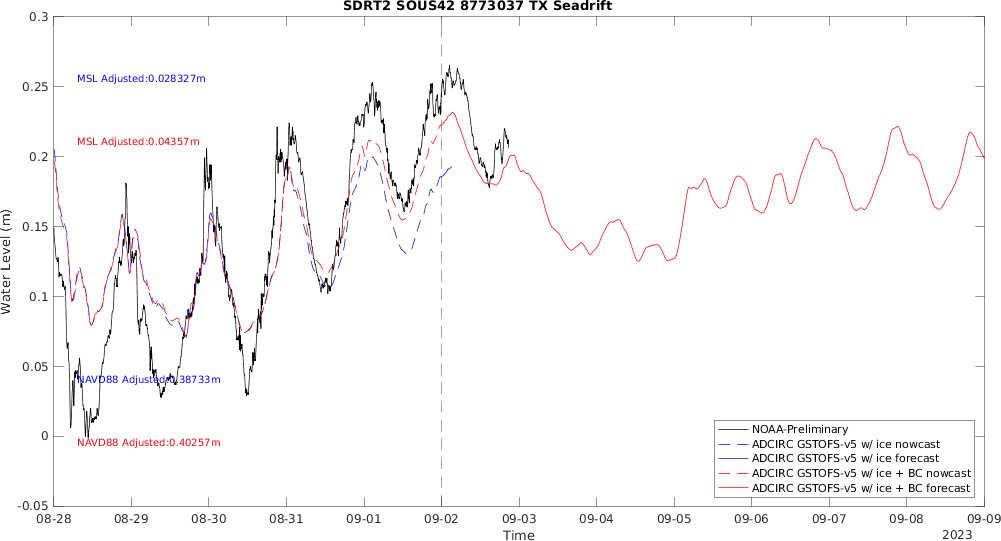 SDRT2 SOUS42 8773037 TX Seadrift
0.3
0.25
0.2
0.15
0.1
0.05
0
-0.05
Water Level (m)
MSL Adjusted:0.028327m
MSL Adjusted:0.04357m
NAVD88 Adjusted:0.38733m
NAVD88 Adjusted:0.40257m
NOAA-Preliminary
ADCIRC GSTOFS-v5 w/ ice nowcast
ADCIRC GSTOFS-v5 w/ ice forecast
ADCIRC GSTOFS-v5 w/ ice + BC nowcast
ADCIRC GSTOFS-v5 w/ ice + BC forecast
08-28 08-29 08-30 08-31 09-01 09-02 09-03 09-04 09-05 09-06 09-07 09-08 09-09
Time
2023